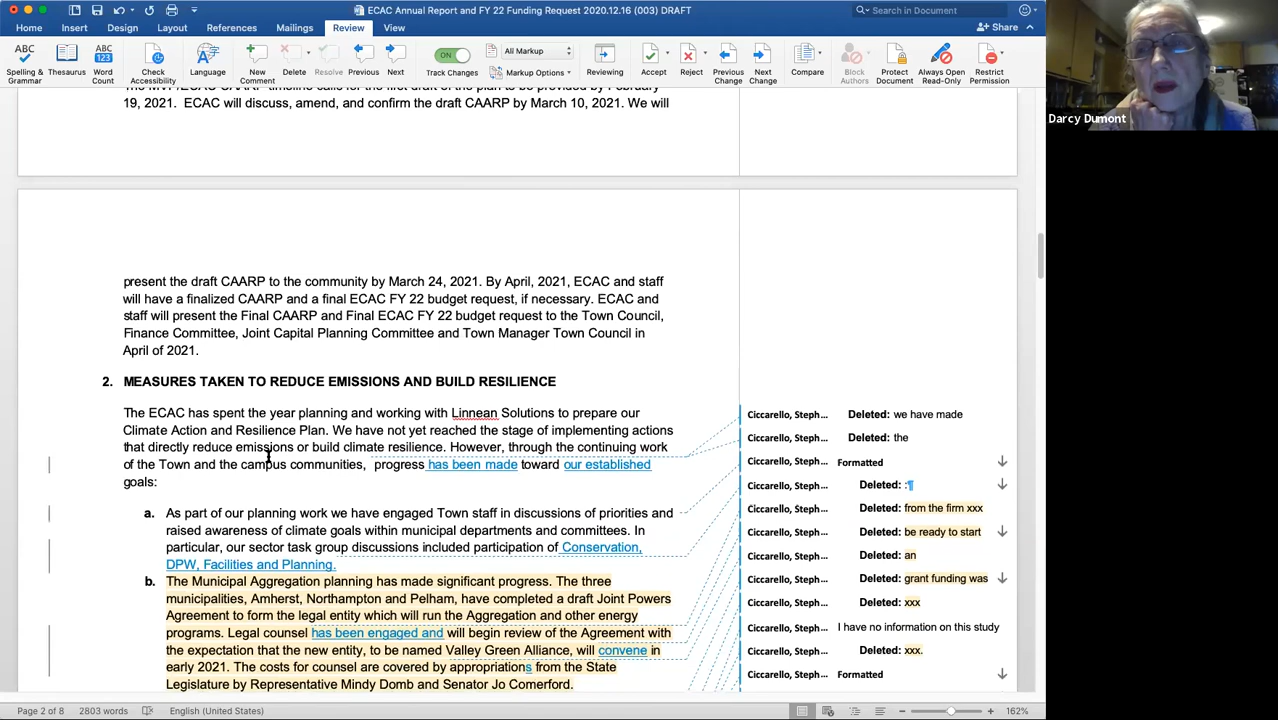 ECAC Annual Report and FY 22 Funding Request 2020.12.16 (003) DRAFT
Search in Document
Home Insert Design Layout References Mailings Review View
Share
Spelling & Grammar
Thesaurus
Word Count
Check Accessibility
Language
New Comment
Delete
Resolve
Previous
Next
ON
Track Changes
All Markup
Markup Options
Reviewing
Accept
Reject
Previous Change
Next Change
Compare
Block Authors
Protect Document
Always Open Read-Only
Restrict Permission
Darcy Dumont
The MVP/ECAC CAARP timeline calls for the first draft of the plan to be provided by February
19, 2021. ECAC will discuss, amend, and confirm the draft CAARP by March 10, 2021. We will
present the draft CAARP to the community by March 24, 2021. By April, 2021, ECAC and staff
will have a finalized CAARP and a final ECAC FY 22 budget request, if necessary. ECAC and
staff will present the Final CAARP and Final ECAC FY 22 budget request to the Town Council,
Finance Committee, Joint Capital Planning Committee and Town Manager Town Council in
April of 2021.
2. MEASURES TAKEN TO REDUCE EMISSIONS AND BUILD RESILIENCE
The ECAC has spent the year planning and working with Linnean Solutions to prepare our
Climate Action and Resilience Plan. We have not yet reached the stage of implementing actions
that directly reduce emissions or build climate resilience. However, through the continuing work
of the Town and the campus communities, progress has been made toward our established
goals:
a. As part of our planning work we have engaged Town staff in discussions of priorities and
raised awareness of climate goals within municipal departments and committees. In
particular, our sector task group discussions included participation of Conservation,
DPW, Facilities and Planning.
b. The Municipal Aggregation planning has made significant progress. The three
municipalities, Amherst, Northampton and Pelham, have completed a draft Joint Powers
Agreement to form the legal entity which will run the Aggregation and other energy
programs. Legal counsel has been engaged and will begin review of the Agreement with
the expectation that the new entity, to be named Valley Green Alliance, will convene in
early 2021. The costs for counsel are covered by appropriations from the State
Legislature by Representative Mindy Domb and Senator Jo Comerford.
Ciccarello, Steph... Deleted: we have made
Ciccarello, Steph... Deleted: the
Ciccarello, Steph... Formatted
Ciccarello, Steph... Deleted: :¶
Ciccarello, Steph... Deleted: from the firm xxx
Ciccarello, Steph... Deleted: be ready to start
Ciccarello, Steph... Deleted: an
Ciccarello, Steph... Deleted: grant funding was
Ciccarello, Steph... Deleted: xxx
Ciccarello, Steph... I have no information on this study
Ciccarello, Steph... Deleted: xxx.
Ciccarello, Steph... Formatted
Page 2 of 8 2803 words English (United States) 162%